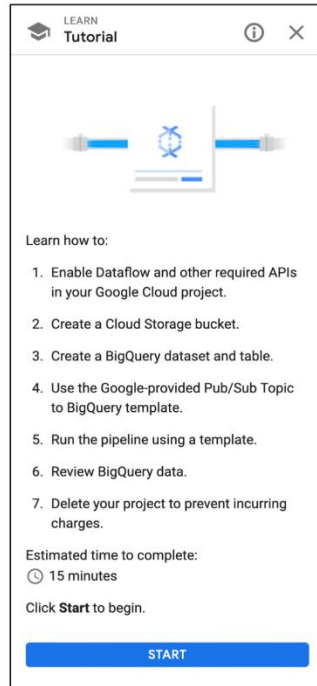 LEARN
Tutorial
Learn how to:
1. Enable Dataflow and other required APIs
in your Google Cloud project.
2. Create a Cloud Storage bucket.
3. Create a BigQuery dataset and table.
4. Use the Google-provided Pub/Sub Topic
to BigQuery template.
5. Run the pipeline using a template.
6. Review BigQuery data.
7. Delete your project to prevent incurring
charges.
Estimated time to complete:
15 minutes
Click Start to begin.
START